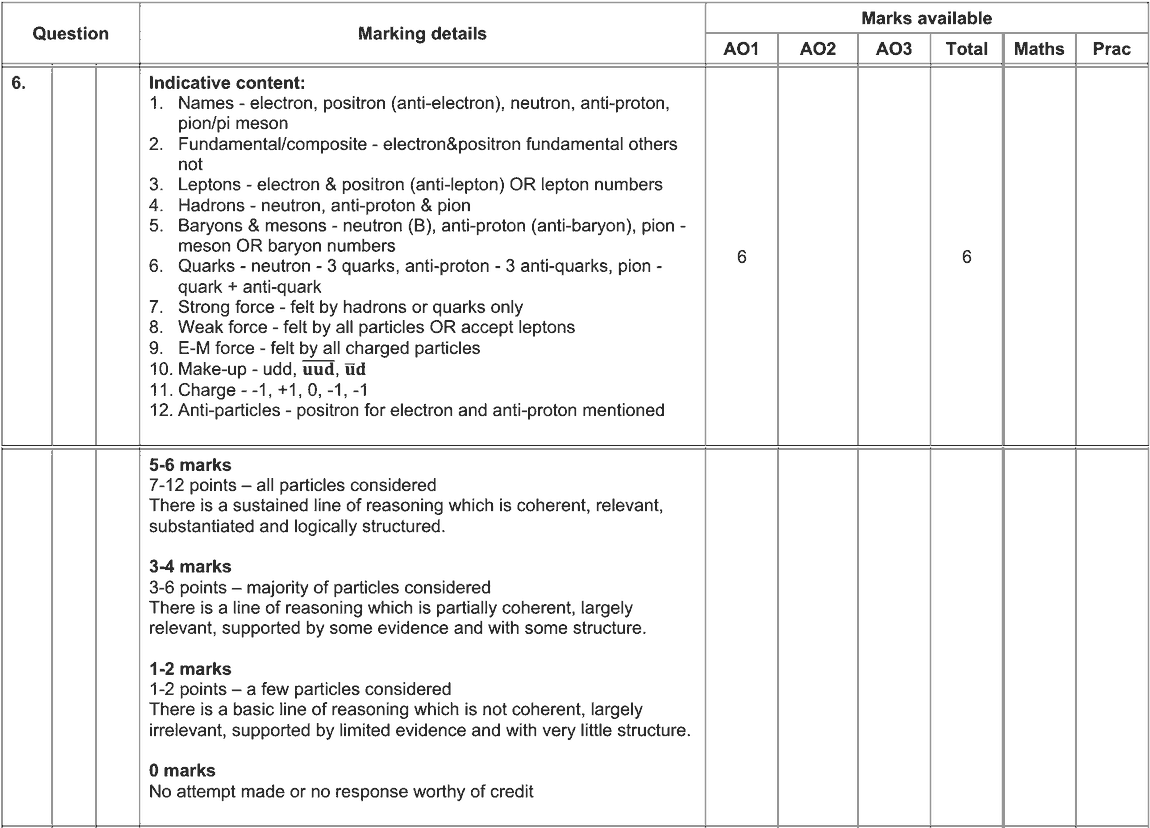 Question
Marking details
Marks available
AO1 AO2 AO3 Total Maths Prac
6.
Indicative content:
1. Names - electron, positron (anti-electron), neutron, anti-proton,
pion/pi meson
2. Fundamental/composite - electron&positron fundamental others
not
3. Leptons - electron & positron (anti-lepton) OR lepton numbers
4. Hadrons - neutron, anti-proton & pion
5. Baryons & mesons - neutron (B), anti-proton (anti-baryon), pion -
meson OR baryon numbers
6. Quarks - neutron - 3 quarks, anti-proton - 3 anti-quarks, pion -
quark + anti-quark
7. Strong force - felt by hadrons or quarks only
8. Weak force - felt by all particles OR accept leptons
9. E-M force - felt by all charged particles
10. Make-up - udd, u̅u̅d̅, u̅d
11. Charge - -1, +1, 0, -1, -1
12. Anti-particles - positron for electron and anti-proton mentioned
6 6
5-6 marks
7-12 points – all particles considered
There is a sustained line of reasoning which is coherent, relevant,
substantiated and logically structured.
3-4 marks
3-6 points – majority of particles considered
There is a line of reasoning which is partially coherent, largely
relevant, supported by some evidence and with some structure.
1-2 marks
1-2 points – a few particles considered
There is a basic line of reasoning which is not coherent, largely
irrelevant, supported by limited evidence and with very little structure.
0 marks
No attempt made or no response worthy of credit